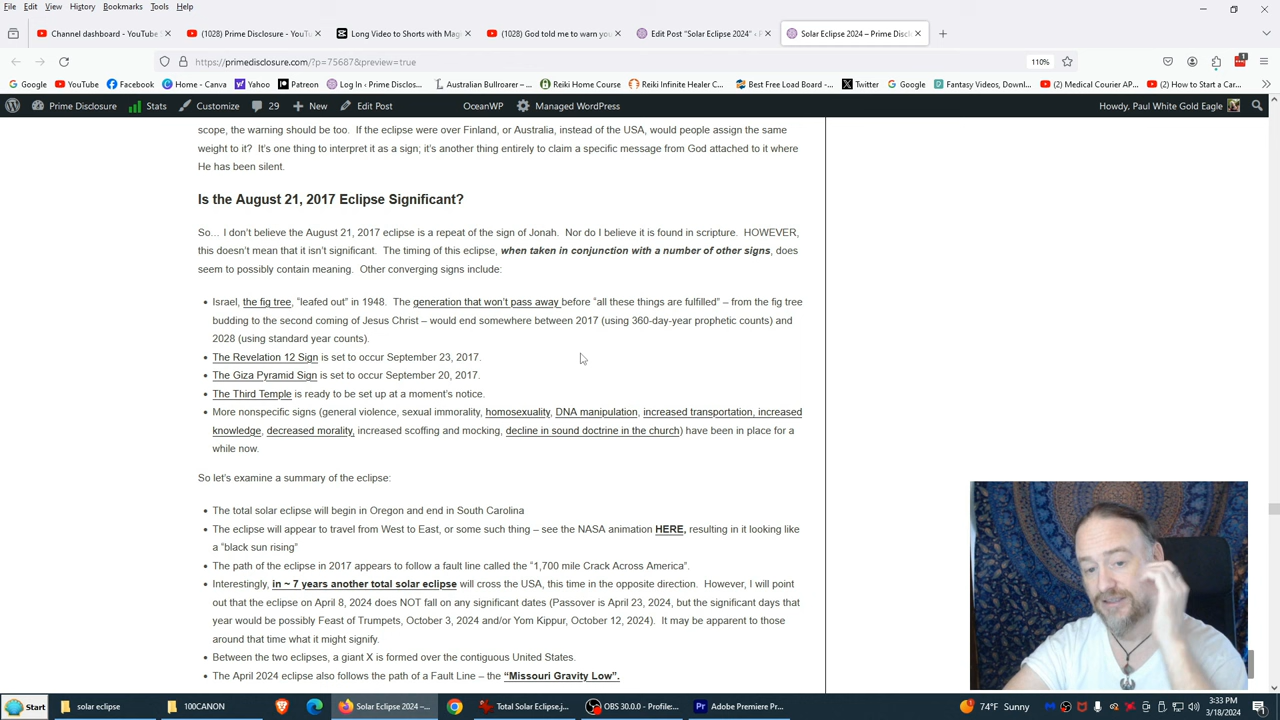 File Edit View History Bookmarks Tools Help
Channel dashboard - YouTube
(1028) Prime Disclosure - YouTu
Long Video to Shorts with Mag
(1028) God told me to warn you
Edit Post "Solar Eclipse 2024" ‹ P
Solar Eclipse 2024 – Prime Discl
https://primedisclosure.com/?p=75687&preview=true
110%
Google YouTube Facebook Home - Canva Yahoo Patreon Log In ‹ Prime Disclos... Australian Bullroarer ... Reiki Home Course Reiki Infinite Healer C... Best Free Load Board ... Twitter Google Fantasy Videos, Downl... (2) Medical Courier AP... (2) How to Start a Car...
Prime Disclosure Stats Customize 29 New Edit Post OceanWP Managed WordPress Howdy, Paul White Gold Eagle
scope, the warning should be too. If the eclipse were over Finland, or Australia, instead of the USA, would people assign the same
weight to it? It's one thing to interpret it as a sign; it's another thing entirely to claim a specific message from God attached to it where
He has been silent.
Is the August 21, 2017 Eclipse Significant?
So… I don't believe the August 21, 2017 eclipse is a repeat of the sign of Jonah. Nor do I believe it is found in scripture. HOWEVER,
this doesn't mean that it isn't significant. The timing of this eclipse, when taken in conjunction with a number of other signs, does
seem to possibly contain meaning. Other converging signs include:
• Israel, the fig tree, "leafed out" in 1948. The generation that won't pass away before "all these things are fulfilled" – from the fig tree
budding to the second coming of Jesus Christ – would end somewhere between 2017 (using 360-day-year prophetic counts) and
2028 (using standard year counts).
• The Revelation 12 Sign is set to occur September 23, 2017.
• The Giza Pyramid Sign is set to occur September 20, 2017.
• The Third Temple is ready to be set up at a moment's notice.
• More nonspecific signs (general violence, sexual immorality, homosexuality, DNA manipulation, increased transportation, increased
knowledge, decreased morality, increased scoffing and mocking, decline in sound doctrine in the church) have been in place for a
while now.
So let's examine a summary of the eclipse:
• The total solar eclipse will begin in Oregon and end in South Carolina
• The eclipse will appear to travel from West to East, or some such thing – see the NASA animation HERE, resulting in it looking like
a "black sun rising"
• The path of the eclipse in 2017 appears to follow a fault line called the "1,700 mile Crack Across America".
• Interestingly, in ~ 7 years another total solar eclipse will cross the USA, this time in the opposite direction. However, I will point
out that the eclipse on April 8, 2024 does NOT fall on any significant dates (Passover is April 23, 2024, but the significant days that
year would be possibly Feast of Trumpets, October 3, 2024 and/or Yom Kippur, October 12, 2024). It may be apparent to those
around that time what it might signify.
• Between the two eclipses, a giant X is formed over the contiguous United States.
• The April 2024 eclipse also follows the path of a Fault Line – the "Missouri Gravity Low".
Start solar eclipse 100CANON Solar Eclipse 2024 –... Total Solar Eclipse.j... OBS 30.0.0 - Profile:... Adobe Premiere Pr... 74°F Sunny
3:33 PM
3/18/2024